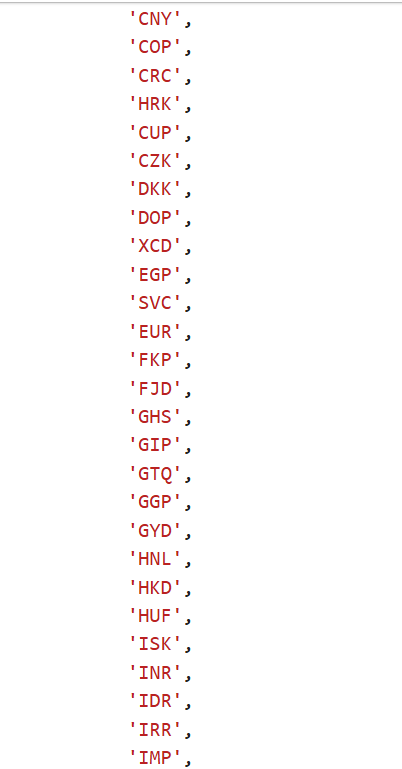 'CNY',
'COP',
'CRC',
'HRK',
'CUP',
'CZK',
'DKK',
'DOP',
'XCD',
'EGP',
'SVC',
'EUR',
'FKP',
'FJD',
'GHS',
'GIP',
'GTQ',
'GGP',
'GYD',
'HNL',
'HKD',
'HUF',
'ISK',
'INR',
'IDR',
'IRR',
'IMP',